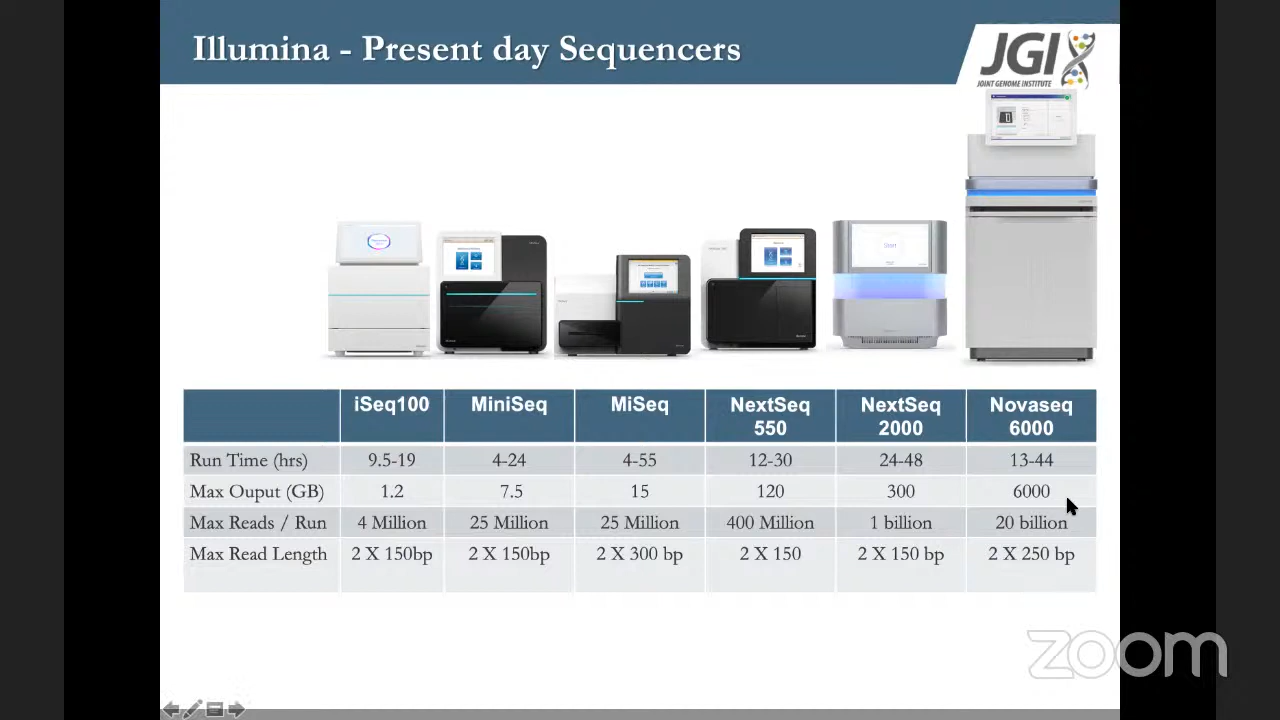 Illumina - Present day Sequencers
JGI
JOINT GENOME INSTITUTE
Start
iSeq100 MiniSeq MiSeq NextSeq 550 NextSeq 2000 Novaseq 6000
Run Time (hrs) 9.5-19 4-24 4-55 12-30 24-48 13-44
Max Ouput (GB) 1.2 7.5 15 120 300 6000
Max Reads / Run 4 Million 25 Million 25 Million 400 Million 1 billion 20 billion
Max Read Length 2 X 150bp 2 X 150bp 2 X 300 bp 2 X 150 2 X 150 bp 2 X 250 bp
zoom